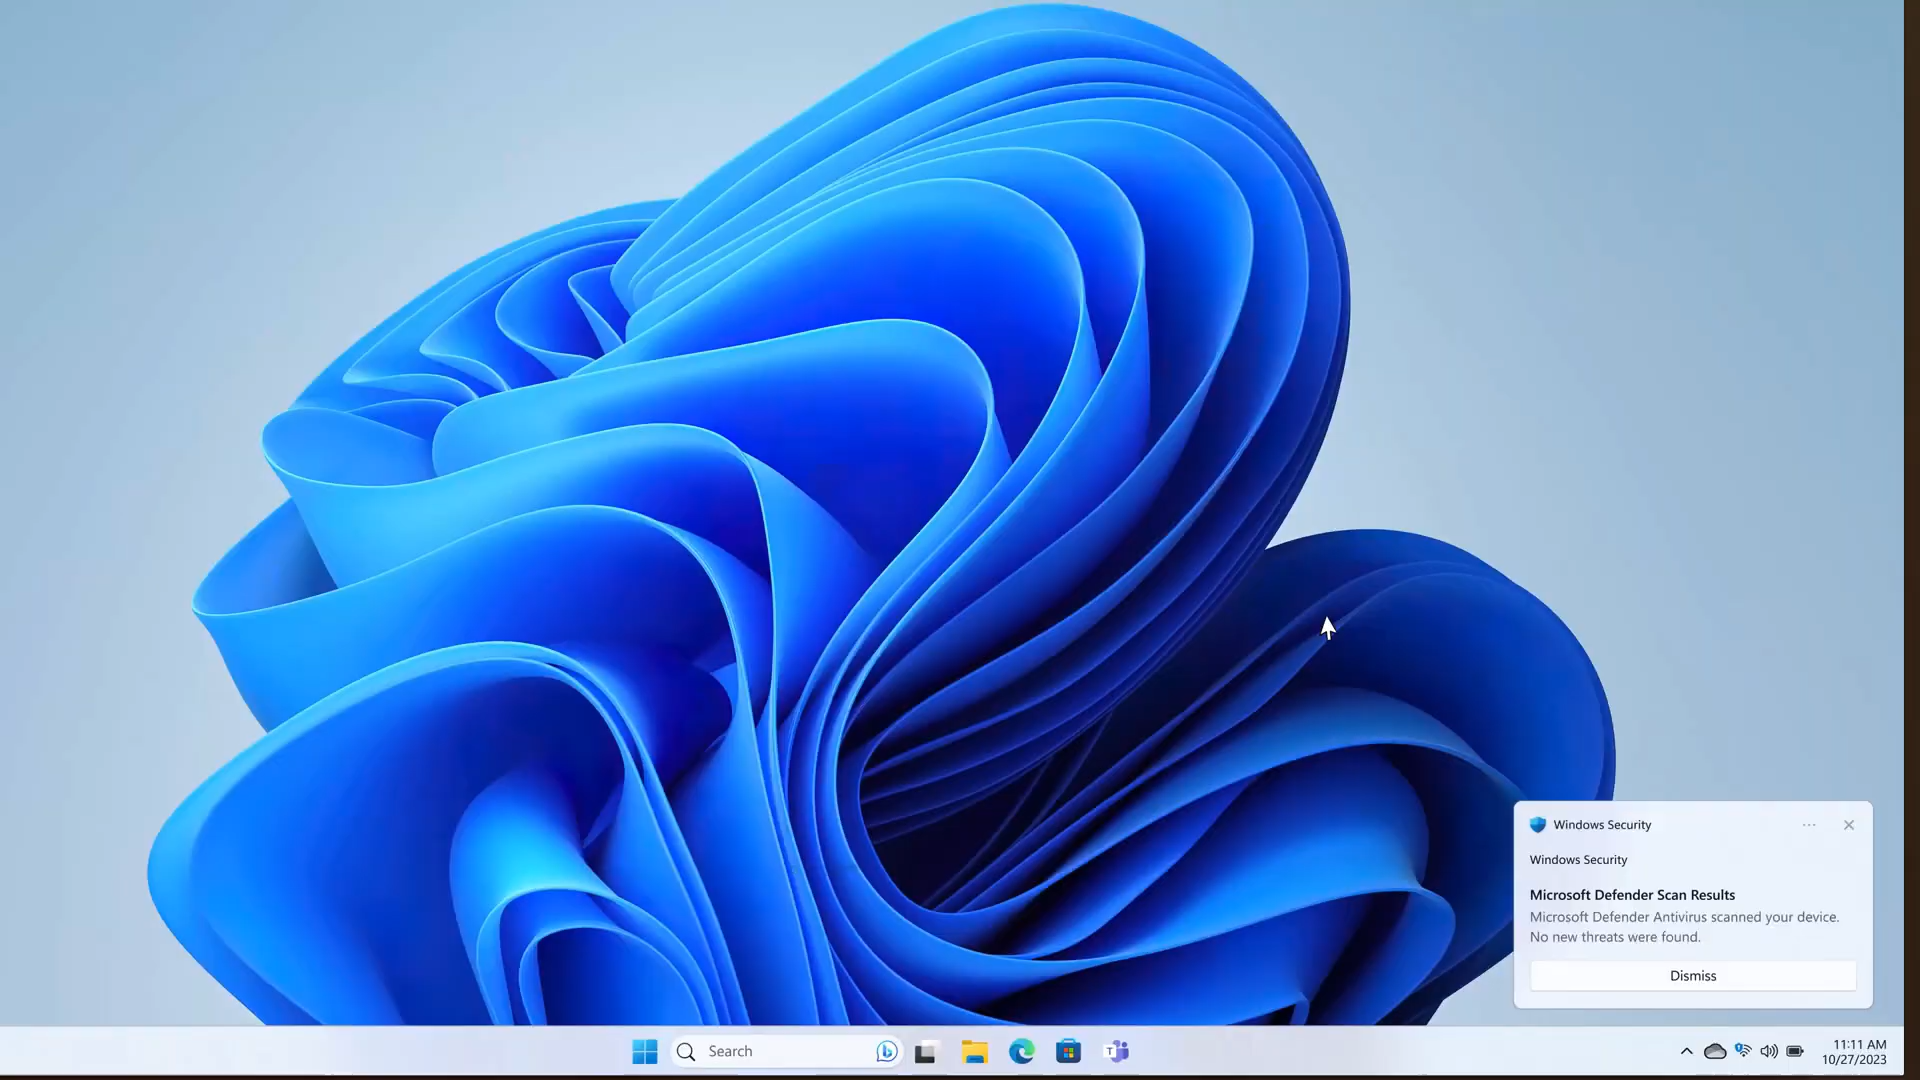 Windows Security
Windows Security
Microsoft Defender Scan Results
Microsoft Defender Antivirus scanned your device.
No new threats were found.
Dismiss
Search
11:11 AM
10/27/2023